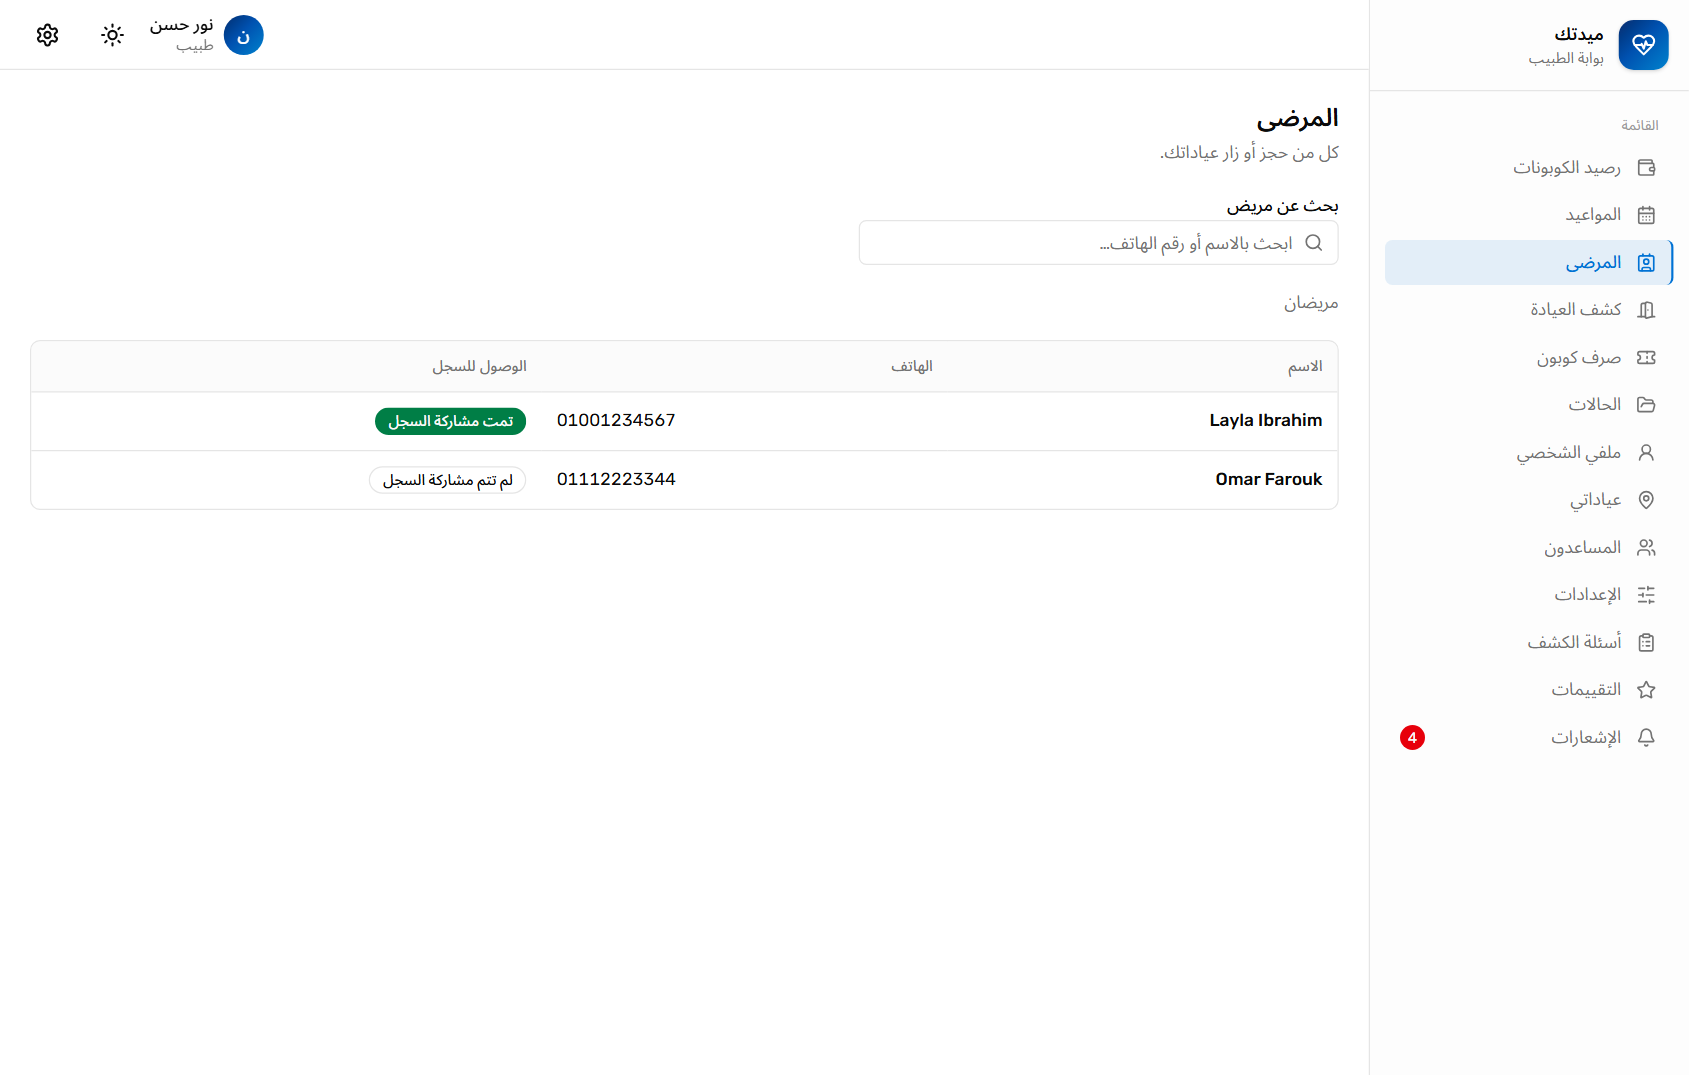 ميدتك
بوابة الطبيب
القائمة
رصيد الكوبونات
المواعيد
المرضى
كشف العيادة
صرف كوبون
الحالات
ملفي الشخصي
عياداتي
المساعدون
الإعدادات
أسئلة الكشف
التقييمات
الإشعارات 4
ن
نور حسن
طبيب
المرضى
كل من حجز أو زار عياداتك.
بحث عن مريض
ابحث بالاسم أو رقم الهاتف...
مريضان
الاسم الهاتف الوصول للسجل
Layla Ibrahim 01001234567 تمت مشاركة السجل
Omar Farouk 01112223344 لم تتم مشاركة السجل